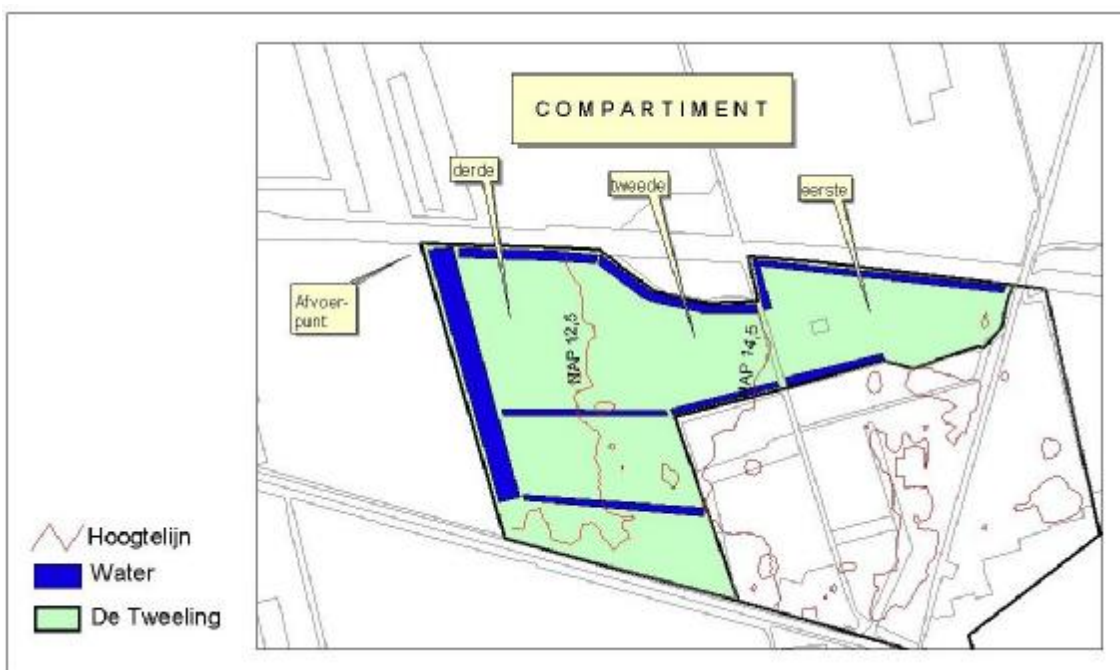 COMPARTIMENT
derde
tweede
eerste
Afvoer-
punt
NAP 12,5
NAP 14,5
Hoogtelijn
Water
De Tweeling